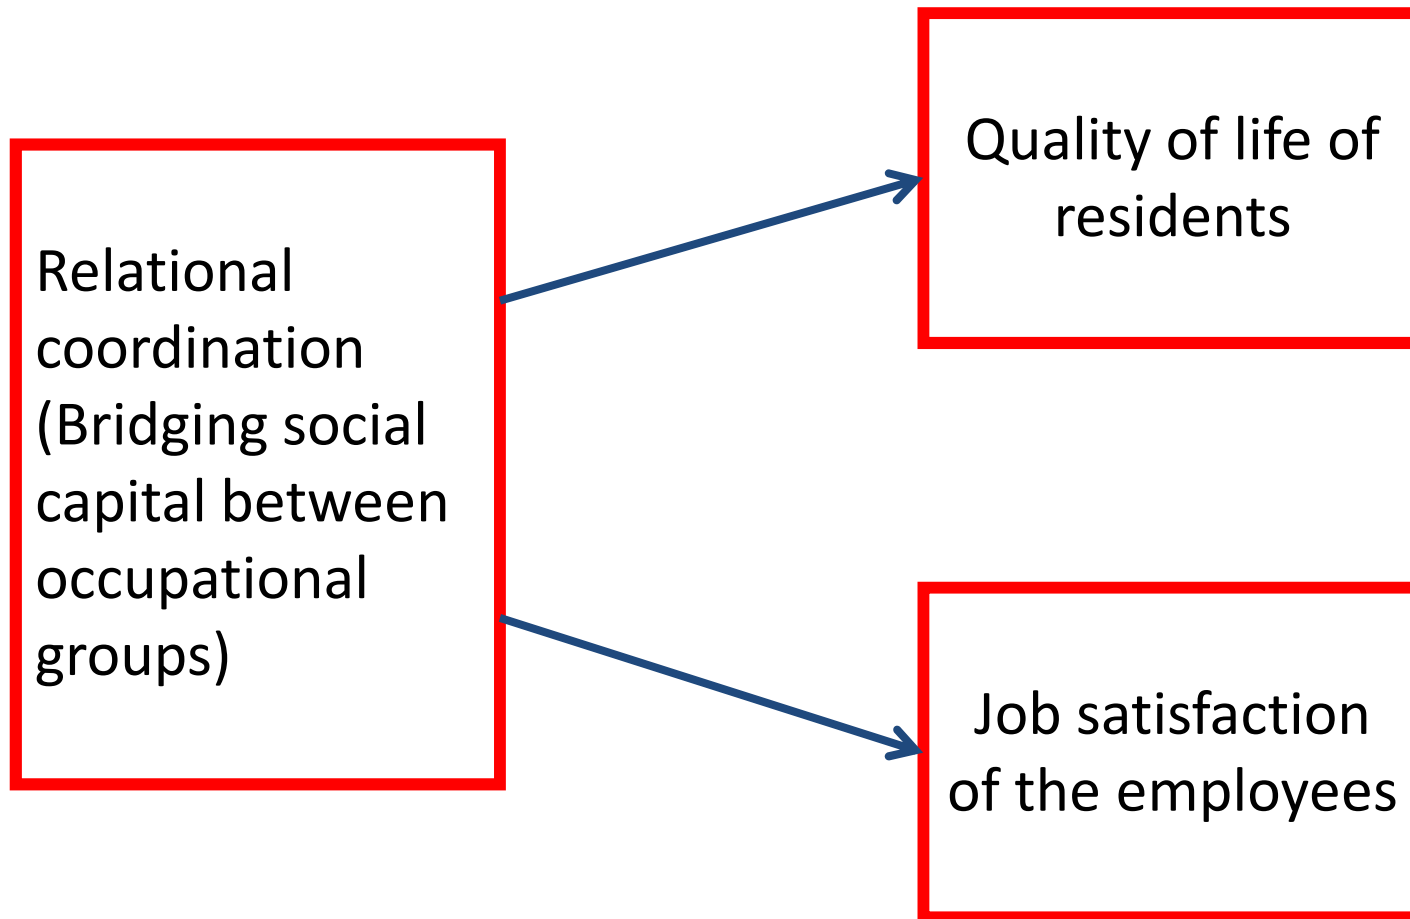 Relational
coordination
(Bridging social
capital between
occupational
groups)
Quality of life of
residents
Job satisfaction
of the employees